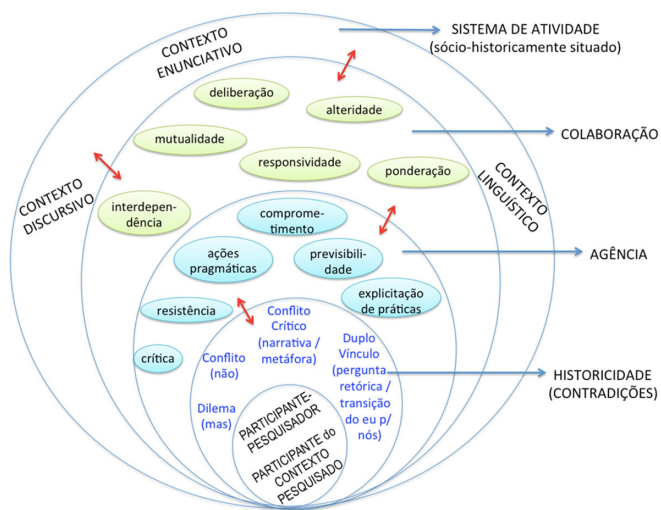 CONTEXTO
ENUNCIATIVO
SISTEMA DE ATIVIDADE
(sócio-historicamente situado)
deliberação
alteridade
COLABORAÇÃO
mutualidade
responsividade
ponderação
CONTEXTO
DISCURSIVO
CONTEXTO
LINGUÍSTICO
interdepen-
dência
comprome-
timento
ações
pragmáticas
previsibili-
dade
AGÊNCIA
explicitação
de práticas
resistência
crítica
Conflito
Crítico
(narrativa /
metáfora)
Conflito
(não)
Dilema
(mas)
Duplo
Vínculo
(pergunta
retórica /
transição
do eu p/
nós)
HISTORICIDADE
(CONTRADIÇÕES)
PARTICIPANTE-
PESQUISADOR
PARTICIPANTE do
CONTEXTO
PESQUISADO